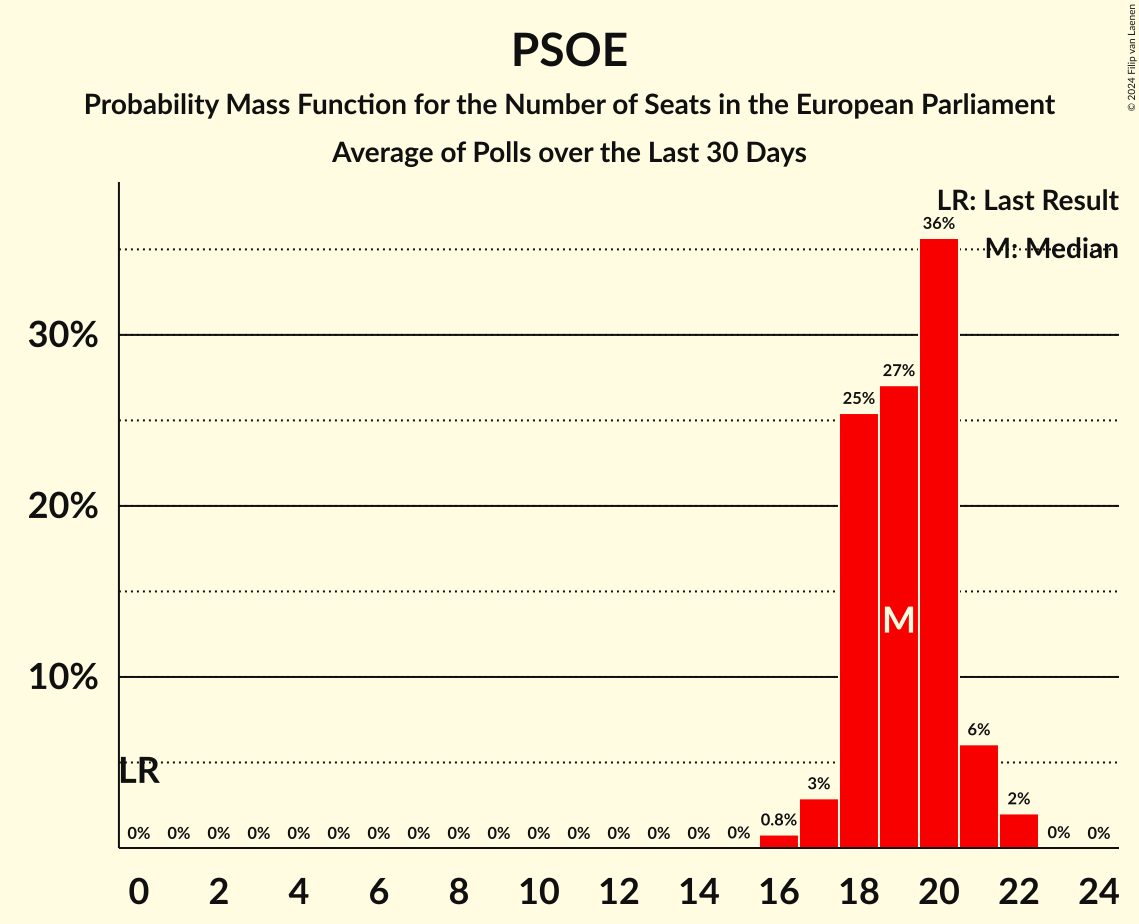 PSOE
Probability Mass Function for the Number of Seats in the European Parliament
Average of Polls over the Last 30 Days
© 2024 Filip van Laenen
LR: Last Result
M: Median
30%
20%
10%
LR
M
0% 0% 0% 0% 0% 0% 0% 0% 0% 0% 0% 0% 0% 0% 0% 0% 0.8% 3% 25% 27% 36% 6% 2% 0% 0%
0 2 4 6 8 10 12 14 16 18 20 22 24